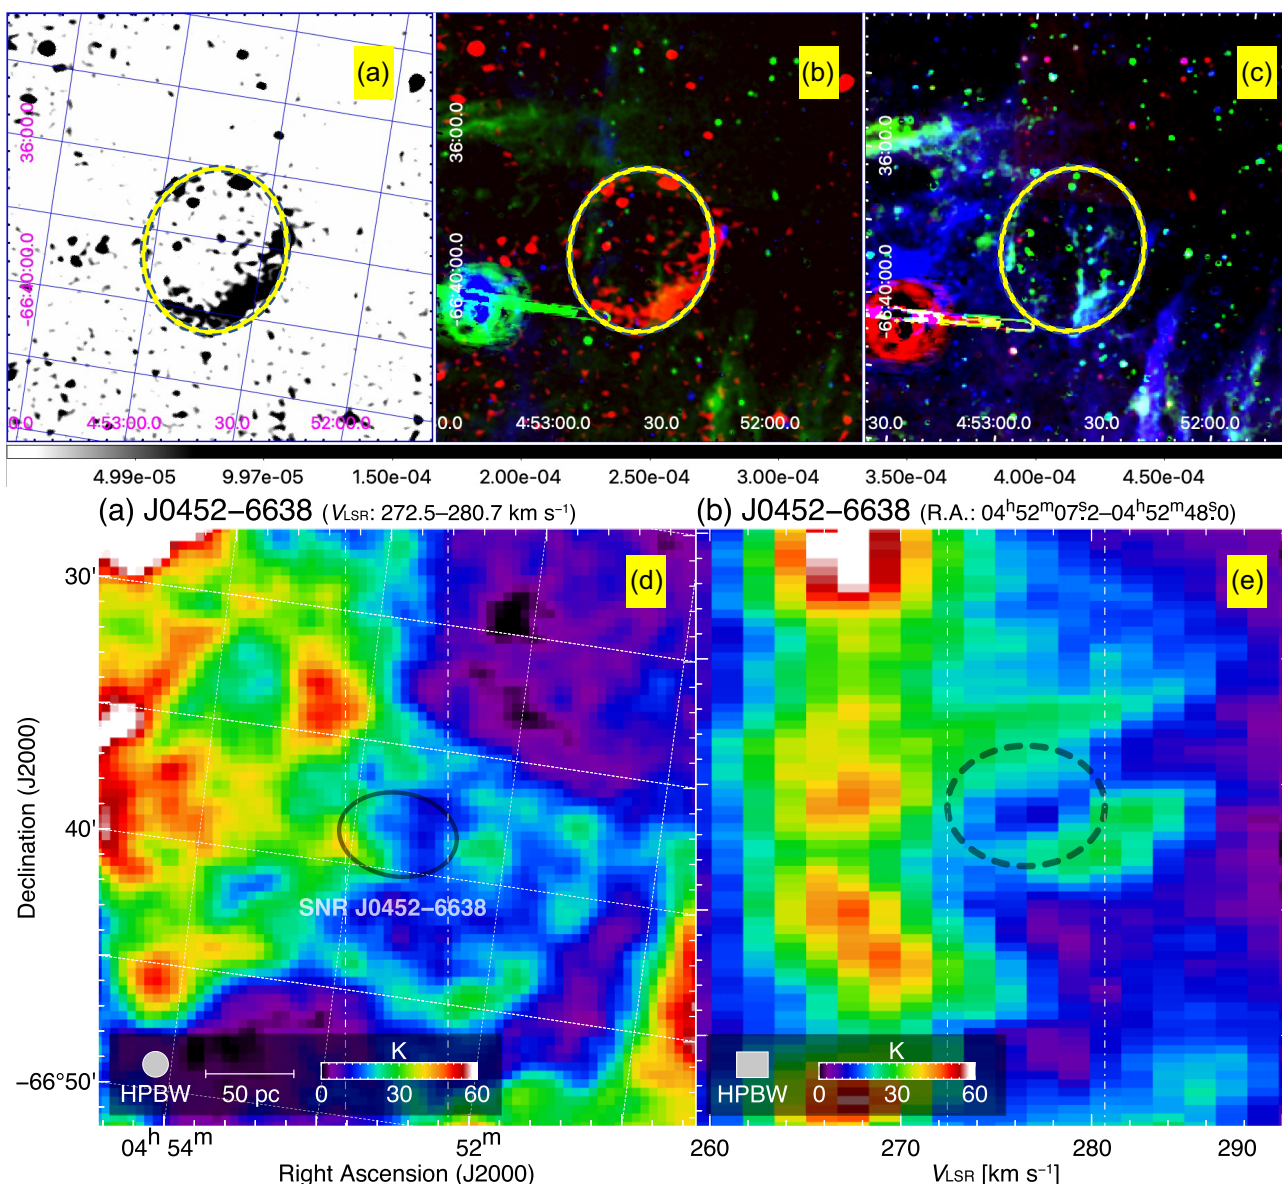 (a)
(b)
(c)
36:00.0
-66:40:00.0
0.0
4:53:00.0
30.0
52:00.0
36:00.0
-66:40:00.0
0.0
4:53:00.0
30.0
52:00.0
36:00.0
-66:40:00.0
30.0
4:53:00.0
30.0
52:00.0
4.999e-05
9.97e-05
1.50e-04
2.00e-04
2.50e-04
3.00e-04
3.50e-04
4.00e-04
4.50e-04
(a) J0452–6638 (VLSR: 272.5–280.7 km s⁻¹)
(b) J0452–6638 (R.A.: 04ʰ52ᵐ07ˢ.2–04ʰ52ᵐ48ˢ.0)
(d)
(e)
30'
40'
−66°50'
Declination (J2000)
SNR J0452–6638
HPBW
50 pc
K
0
30
60
HPBW
K
0
30
60
04ʰ 54ᵐ
52ᵐ
Right Ascension (J2000)
260
270
280
290
VLSR [km s⁻¹]